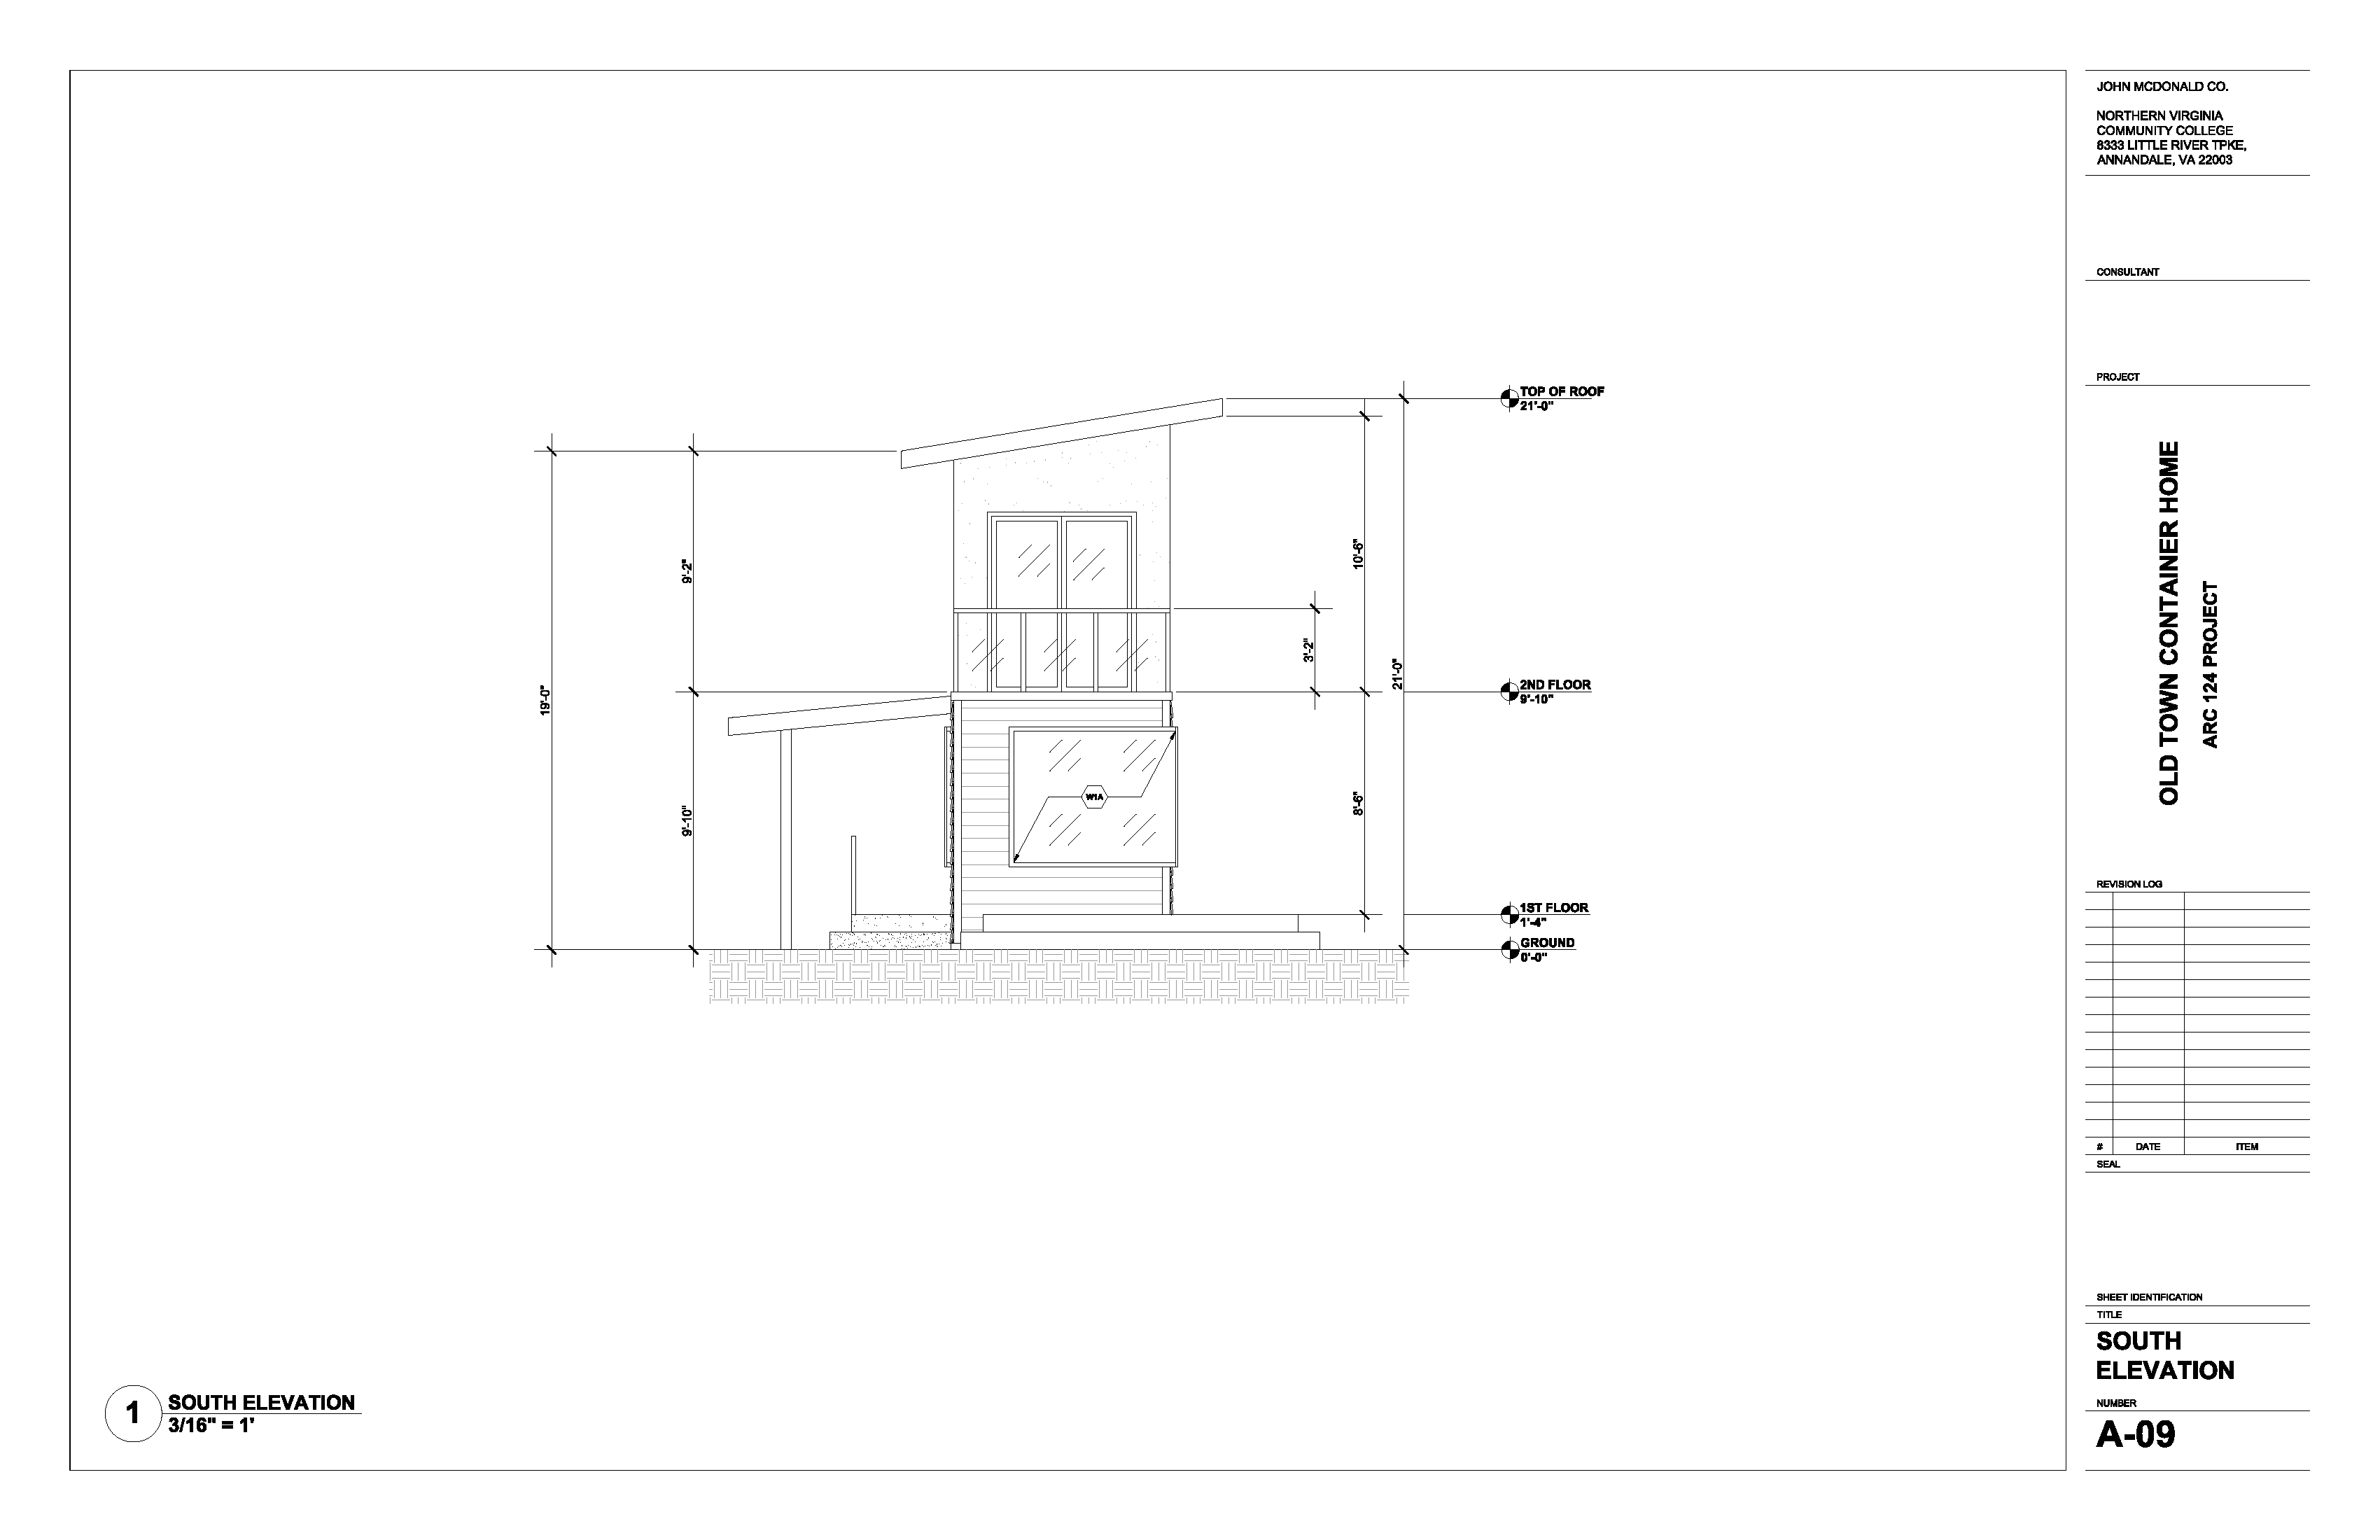 JOHN MCDONALD CO.
NORTHERN VIRGINIA
COMMUNITY COLLEGE
8333 LITTLE RIVER TPKE,
ANNANDALE, VA 22003
CONSULTANT
PROJECT
OLD TOWN CONTAINER HOME
ARC 124 PROJECT
REVISION LOG
# DATE ITEM
SEAL
SHEET IDENTIFICATION
TITLE
SOUTH
ELEVATION
NUMBER
A-09
TOP OF ROOF
21'-0"
2ND FLOOR
9'-10"
1ST FLOOR
1'-4"
GROUND
0'-0"
19'-0"
9'-2"
9'-10"
10'-6"
3'-2"
21'-0"
8'-6"
W1A
1
SOUTH ELEVATION
3/16" = 1'